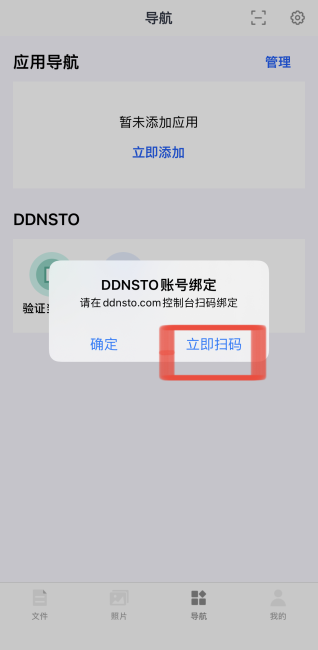 导航
应用导航
管理
暂未添加应用
立即添加
DDNSTO
验证
DDNSTO账号绑定
请在ddnsto.com控制台扫码绑定
确定
立即扫码
文件
照片
导航
我的